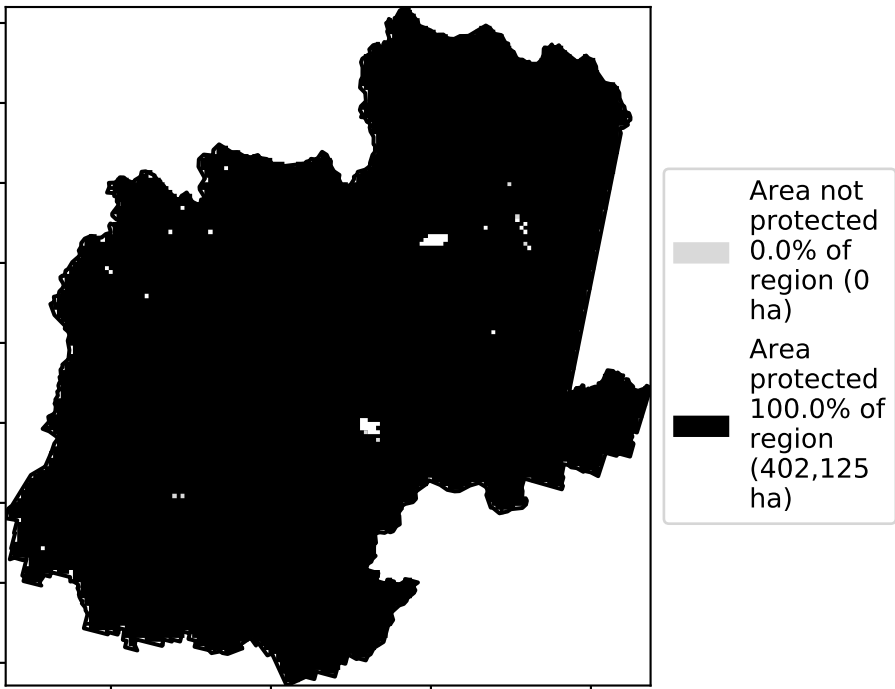 Area not
protected
0.0% of
region (0
ha)
Area
protected
100.0% of
region
(402,125
ha)